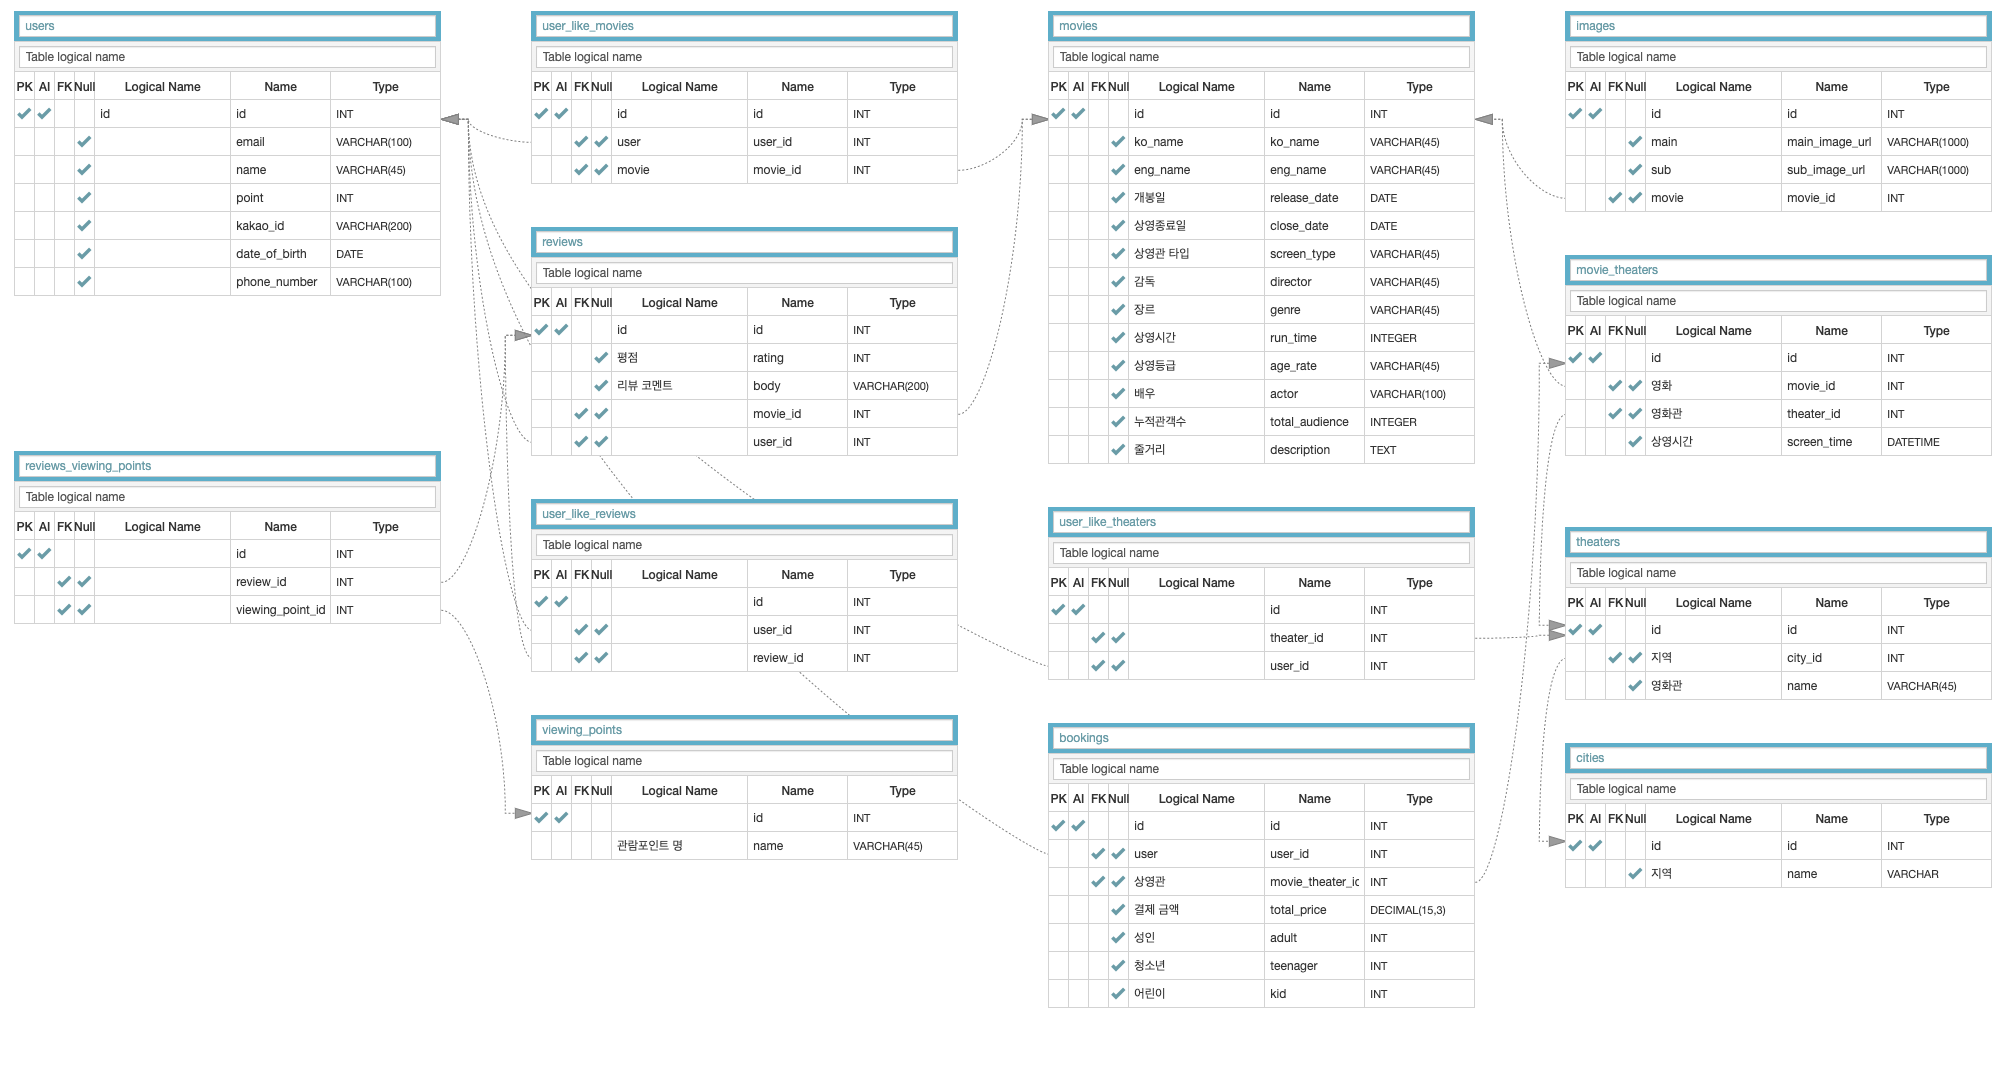 users
Table logical name
PK AI FK Null Logical Name Name Type
id id INT
email VARCHAR(100)
name VARCHAR(45)
point INT
kakao_id VARCHAR(200)
date_of_birth DATE
phone_number VARCHAR(100)
reviews_viewing_points
Table logical name
PK AI FK Null Logical Name Name Type
id INT
review_id INT
viewing_point_id INT
user_like_movies
Table logical name
PK AI FK Null Logical Name Name Type
id id INT
user user_id INT
movie movie_id INT
reviews
Table logical name
PK AI FK Null Logical Name Name Type
id id INT
평점 rating INT
리뷰 코멘트 body VARCHAR(200)
movie_id INT
user_id INT
user_like_reviews
Table logical name
PK AI FK Null Logical Name Name Type
id INT
user_id INT
review_id INT
viewing_points
Table logical name
PK AI FK Null Logical Name Name Type
id INT
관람포인트 명 name VARCHAR(45)
movies
Table logical name
PK AI FK Null Logical Name Name Type
id id INT
ko_name ko_name VARCHAR(45)
eng_name eng_name VARCHAR(45)
개봉일 release_date DATE
상영종료일 close_date DATE
상영관 타입 screen_type VARCHAR(45)
감독 director VARCHAR(45)
장르 genre VARCHAR(45)
상영시간 run_time INTEGER
상영등급 age_rate VARCHAR(45)
배우 actor VARCHAR(100)
누적관객수 total_audience INTEGER
줄거리 description TEXT
user_like_theaters
Table logical name
PK AI FK Null Logical Name Name Type
id INT
theater_id INT
user_id INT
bookings
Table logical name
PK AI FK Null Logical Name Name Type
id id INT
user user_id INT
상영관 movie_theater_ic INT
결제 금액 total_price DECIMAL(15,3)
성인 adult INT
청소년 teenager INT
어린이 kid INT
images
Table logical name
PK AI FK Null Logical Name Name Type
id id INT
main main_image_url VARCHAR(1000)
sub sub_image_url VARCHAR(1000)
movie movie_id INT
movie_theaters
Table logical name
PK AI FK Null Logical Name Name Type
id id INT
영화 movie_id INT
영화관 theater_id INT
상영시간 screen_time DATETIME
theaters
Table logical name
PK AI FK Null Logical Name Name Type
id id INT
지역 city_id INT
영화관 name VARCHAR(45)
cities
Table logical name
PK AI FK Null Logical Name Name Type
id id INT
지역 name VARCHAR